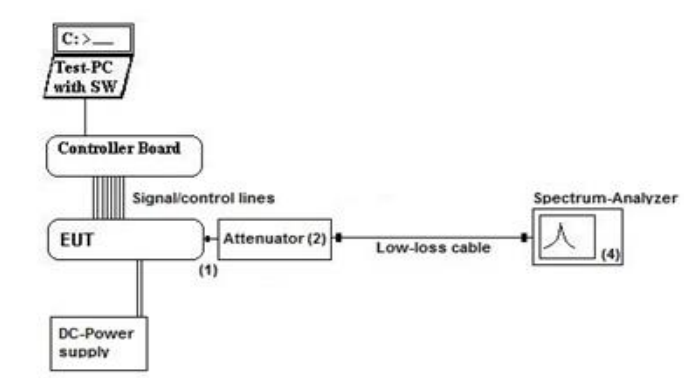 C:>__
Test-PC
with SW
Controller Board
Signal/control lines
Spectrum-Analyzer
EUT
Attenuator (2)
Low-loss cable
(4)
(1)
DC-Power
supply